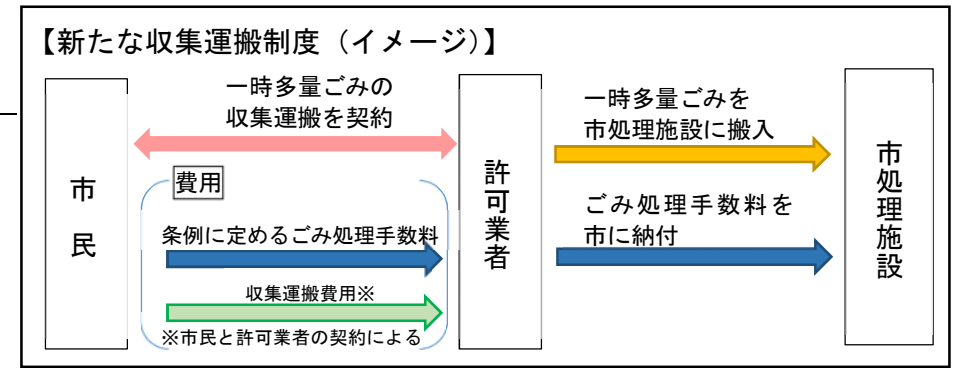 【新たな収集運搬制度（イメージ）】
市民
一時多量ごみの
収集運搬を契約
費用
条例に定めるごみ処理手数料
収集運搬費用※
※市民と許可業者の契約による
許可業者
一時多量ごみを
市処理施設に搬入
ごみ処理手数料を
市に納付
市処理施設